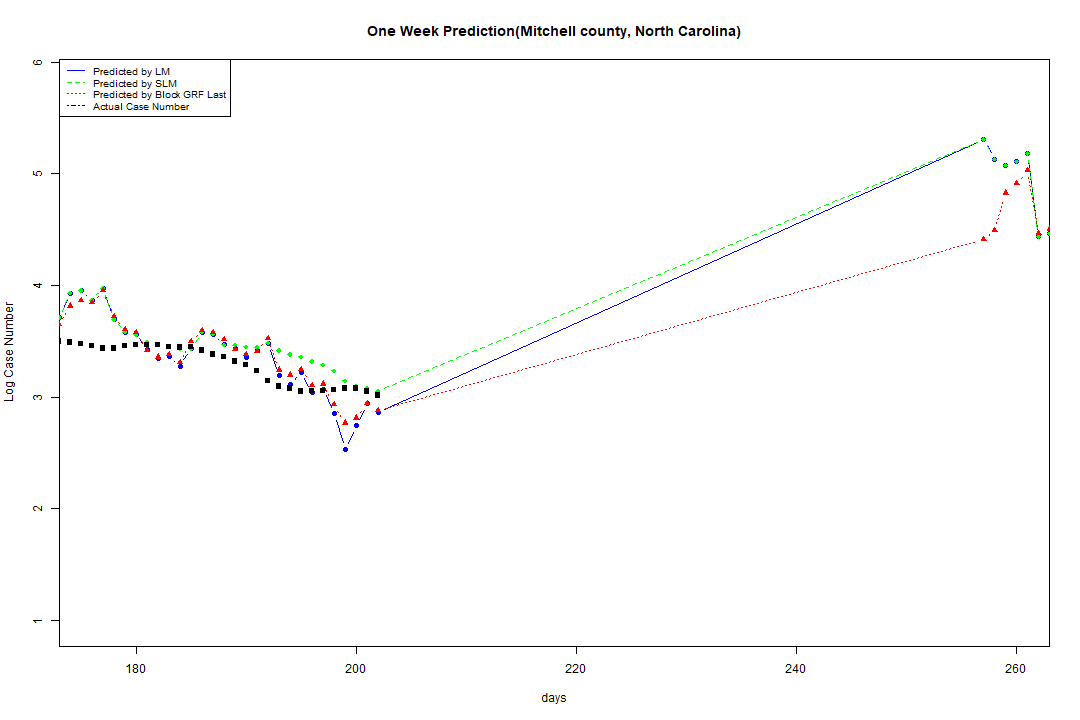 One Week Prediction(Mitchell county, North Carolina)
Predicted by LM
Predicted by SLM
Predicted by Block GRF Last
Actual Case Number
Log Case Number
6
5
4
3
2
1
180 200 220 240 260
days